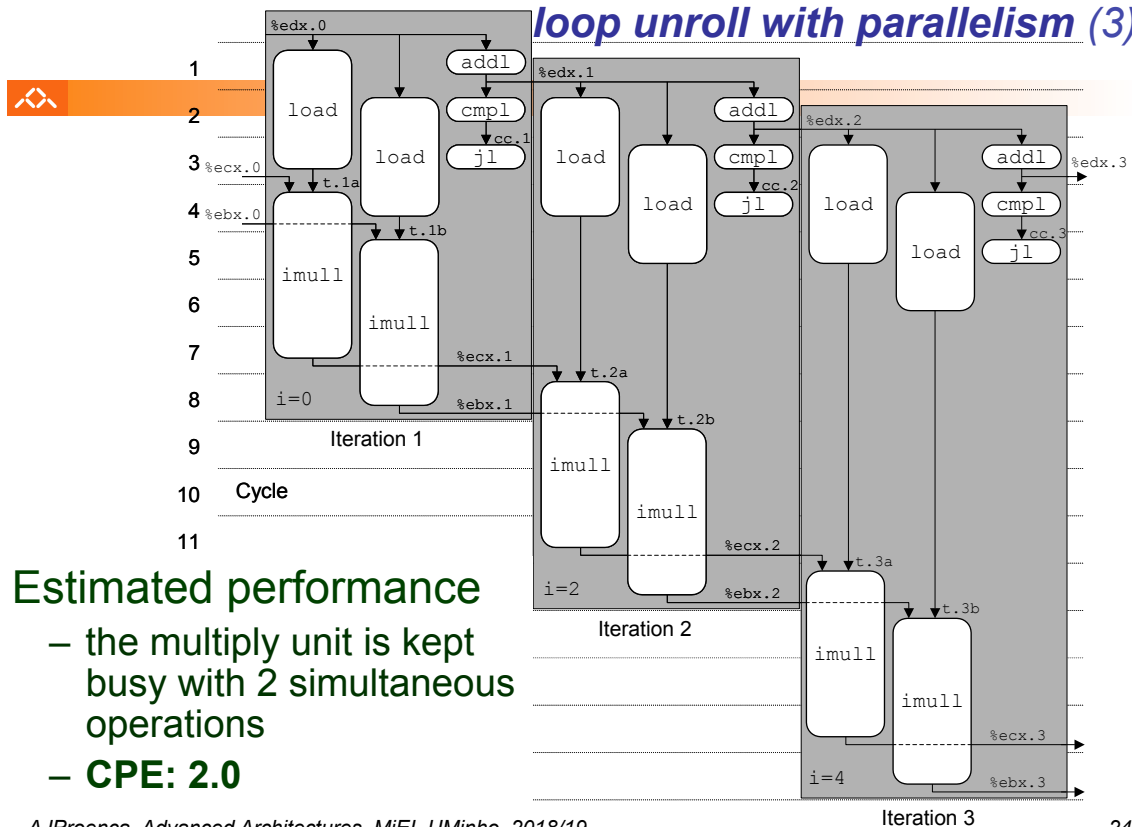 loop unroll with parallelism (3)
%edx.0
1
addl
%edx.1
load
2
cmpl
load
addl
%edx.2
cc.1
3
load
jl
load
cmpl
load
addl
%edx.3
%ecx.0
t.1a
cc.2
4
%ebx.0
load
jl
load
cmpl
t.1b
cc.3
5
imull
jl
6
imull
7
%ecx.1
t.2a
8
i=0
%ebx.1
t.2b
Iteration 1
9
imull
10
Cycle
imull
11
%ecx.2
t.3a
i=2
%ebx.2
t.3b
Iteration 2
imull
imull
%ecx.3
i=4
%ebx.3
Iteration 3
Estimated performance
– the multiply unit is kept
busy with 2 simultaneous
operations
– CPE: 2.0